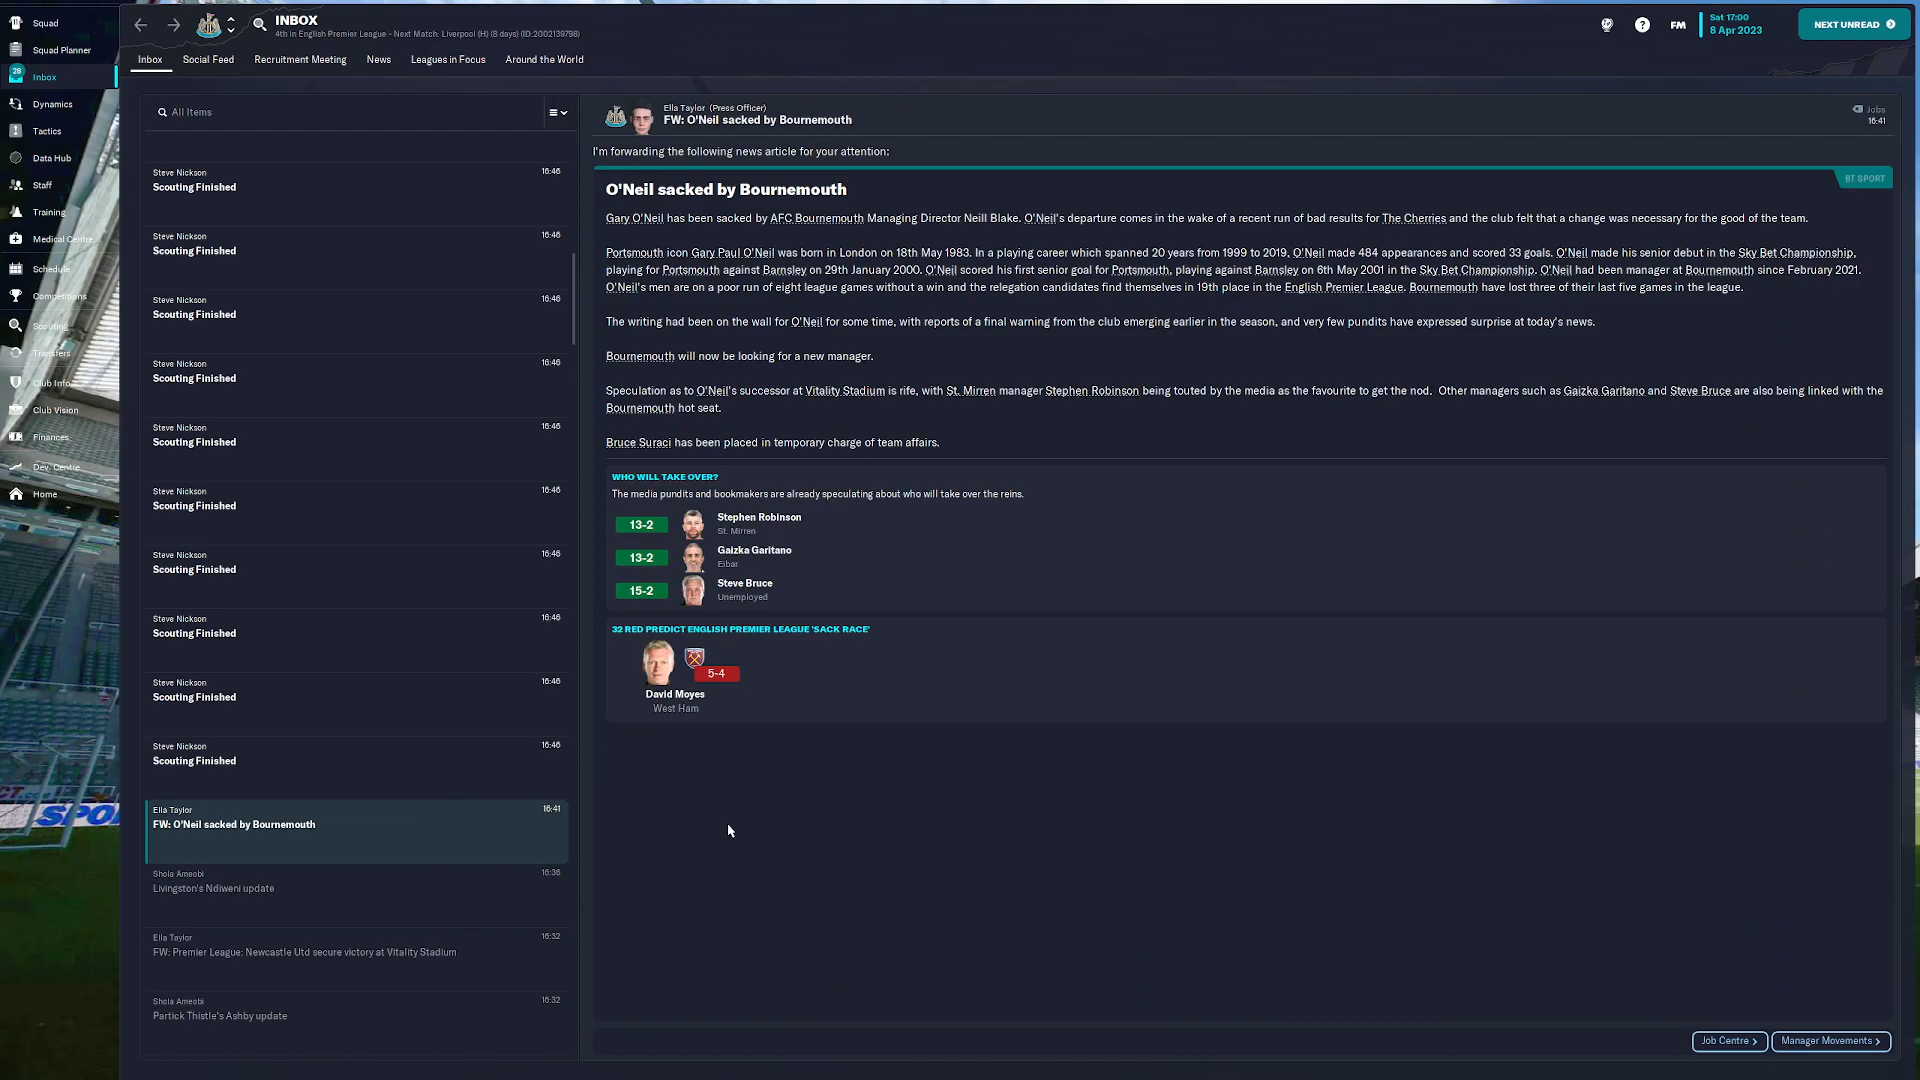 Squad
Squad Planner
28
Inbox
Dynamics
Tactics
Data Hub
Staff
Training
Medical Centre
Schedule
Competitions
Scouting
Transfers
Club Info
Club Vision
Finances
Dev. Centre
Home
INBOX
4th in English Premier League - Next Match: Liverpool (H) (8 days) (ID:2002139798)
FM
Sat 17:00
8 Apr 2023
NEXT UNREAD
Inbox
Social Feed
Recruitment Meeting
News
Leagues in Focus
Around the World
All Items
Steve Nickson
16:46
Scouting Finished
Steve Nickson
16:46
Scouting Finished
Steve Nickson
16:46
Scouting Finished
Steve Nickson
16:46
Scouting Finished
Steve Nickson
16:46
Scouting Finished
Steve Nickson
16:46
Scouting Finished
Steve Nickson
16:46
Scouting Finished
Steve Nickson
16:46
Scouting Finished
Steve Nickson
16:46
Scouting Finished
Steve Nickson
16:46
Scouting Finished
Ella Taylor
16:41
FW: O'Neil sacked by Bournemouth
Shola Ameobi
16:36
Livingston's Ndiweni update
Ella Taylor
16:32
FW: Premier League: Newcastle Utd secure victory at Vitality Stadium
Shola Ameobi
16:32
Partick Thistle's Ashby update
Ella Taylor (Press Officer)
FW: O'Neil sacked by Bournemouth
Jobs
16:41
I'm forwarding the following news article for your attention:
BT SPORT
O'Neil sacked by Bournemouth
Gary O'Neil has been sacked by AFC Bournemouth Managing Director Neill Blake. O'Neil's departure comes in the wake of a recent run of bad results for The Cherries and the club felt that a change was necessary for the good of the team.
Portsmouth icon Gary Paul O'Neil was born in London on 18th May 1983. In a playing career which spanned 20 years from 1999 to 2019, O'Neil made 484 appearances and scored 33 goals. O'Neil made his senior debut in the Sky Bet Championship,
playing for Portsmouth against Barnsley on 29th January 2000. O'Neil scored his first senior goal for Portsmouth, playing against Barnsley on 6th May 2001 in the Sky Bet Championship. O'Neil had been manager at Bournemouth since February 2021.
O'Neil's men are on a poor run of eight league games without a win and the relegation candidates find themselves in 19th place in the English Premier League. Bournemouth have lost three of their last five games in the league.
The writing had been on the wall for O'Neil for some time, with reports of a final warning from the club emerging earlier in the season, and very few pundits have expressed surprise at today's news.
Bournemouth will now be looking for a new manager.
Speculation as to O'Neil's successor at Vitality Stadium is rife, with St. Mirren manager Stephen Robinson being touted by the media as the favourite to get the nod. Other managers such as Gaizka Garitano and Steve Bruce are also being linked with the
Bournemouth hot seat.
Bruce Suraci has been placed in temporary charge of team affairs.
WHO WILL TAKE OVER?
The media pundits and bookmakers are already speculating about who will take over the reins.
13-2
Stephen Robinson
St. Mirren
13-2
Gaizka Garitano
Eibar
15-2
Steve Bruce
Unemployed
32 RED PREDICT ENGLISH PREMIER LEAGUE 'SACK RACE'
5-4
David Moyes
West Ham
Job Centre
Manager Movements